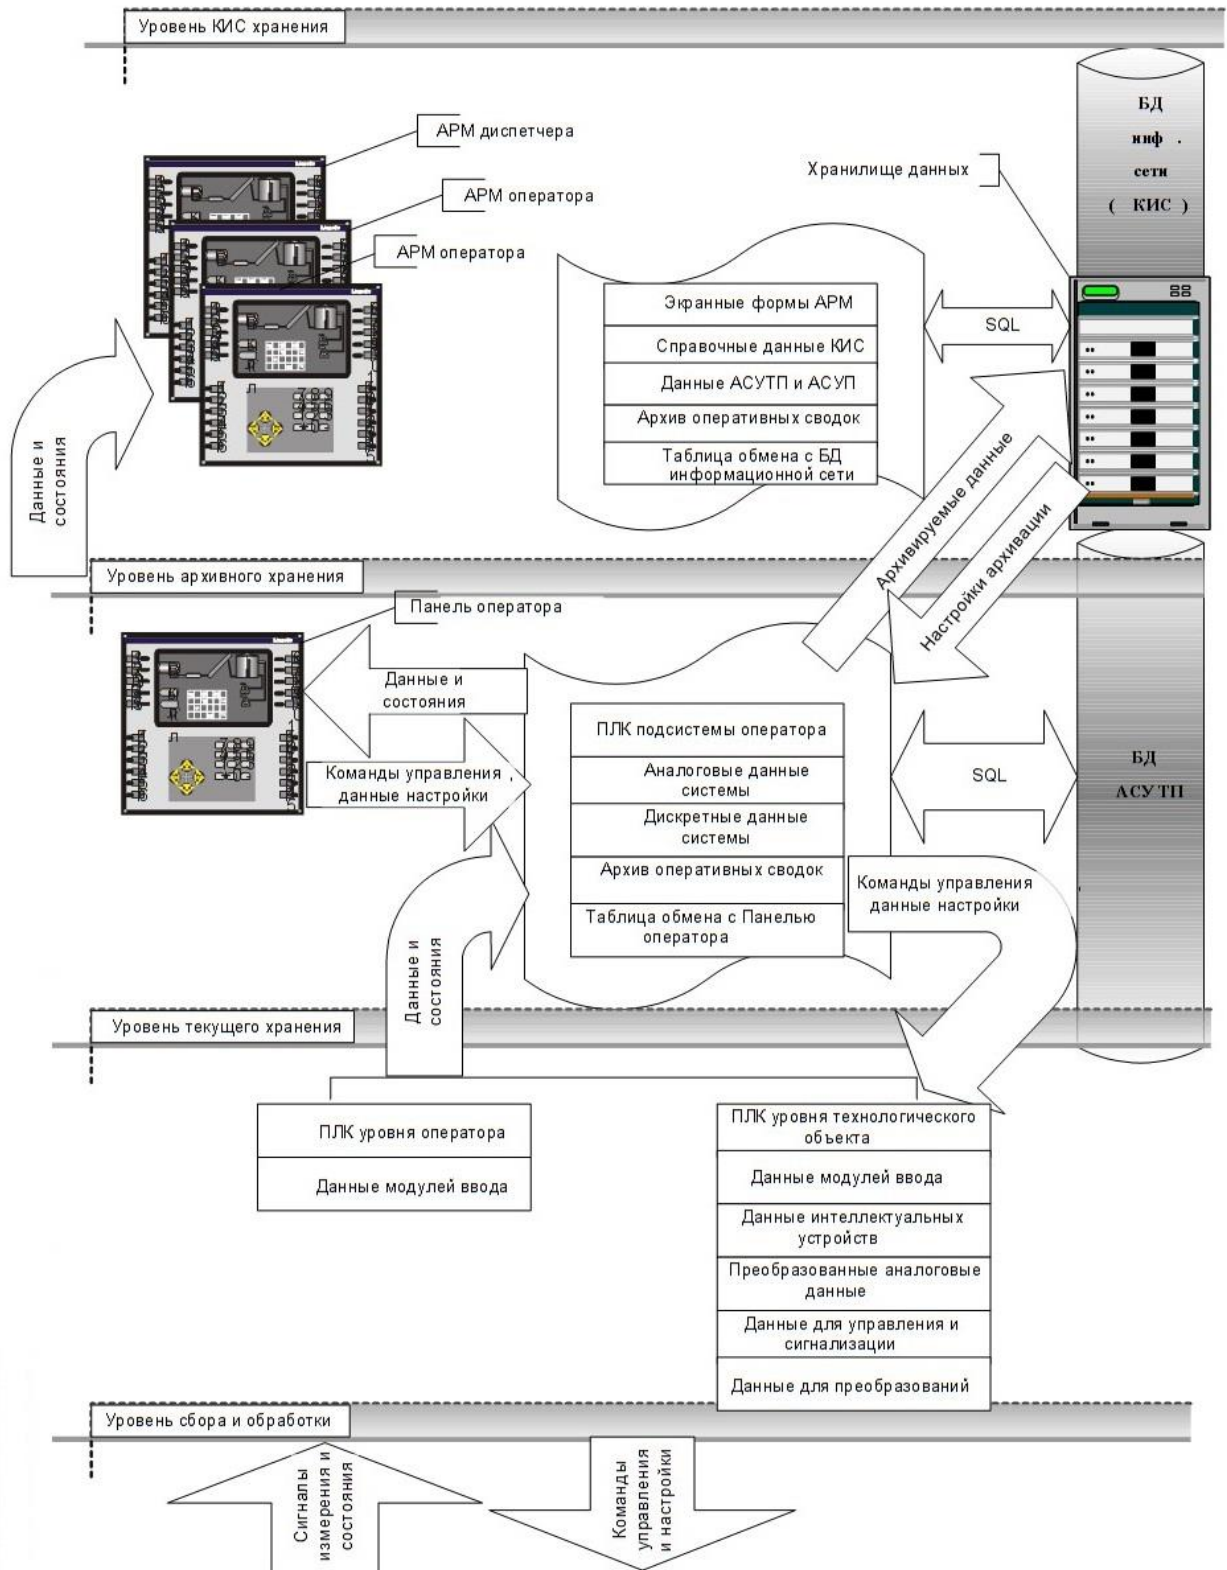 Уровень КИС хранения
АРМ диспетчера
АРМ оператора
АРМ оператора
Хранилище данных
БД
инф .
сети
( КИС )
Экранные формы АРМ
Справочные данные КИС
Данные АСУТП и АСУП
Архив оперативных сводок
Таблица обмена с БД
информационной сети
SQL
Данные и
состояния
Архивируемые данные
Настройки архивации
Уровень архивного хранения
Панель оператора
Данные и
состояния
Команды управления ,
данные настройки
ПЛК подсистемы оператора
Аналоговые данные
системы
Дискретные данные
системы
Архив оперативных сводок
Таблица обмена с Панелью
оператора
SQL
БД
АСУТП
Команды управления
данные настройки
Данные и
состояния
Уровень текущего хранения
ПЛК уровня оператора
Данные модулей ввода
ПЛК уровня технологического
объекта
Данные модулей ввода
Данные интеллектуальных
устройств
Преобразованные аналоговые
данные
Данные для управления и
сигнализации
Данные для преобразований
Уровень сбора и обработки
Сигналы
измерения и
состояния
Команды
управления
и настройки